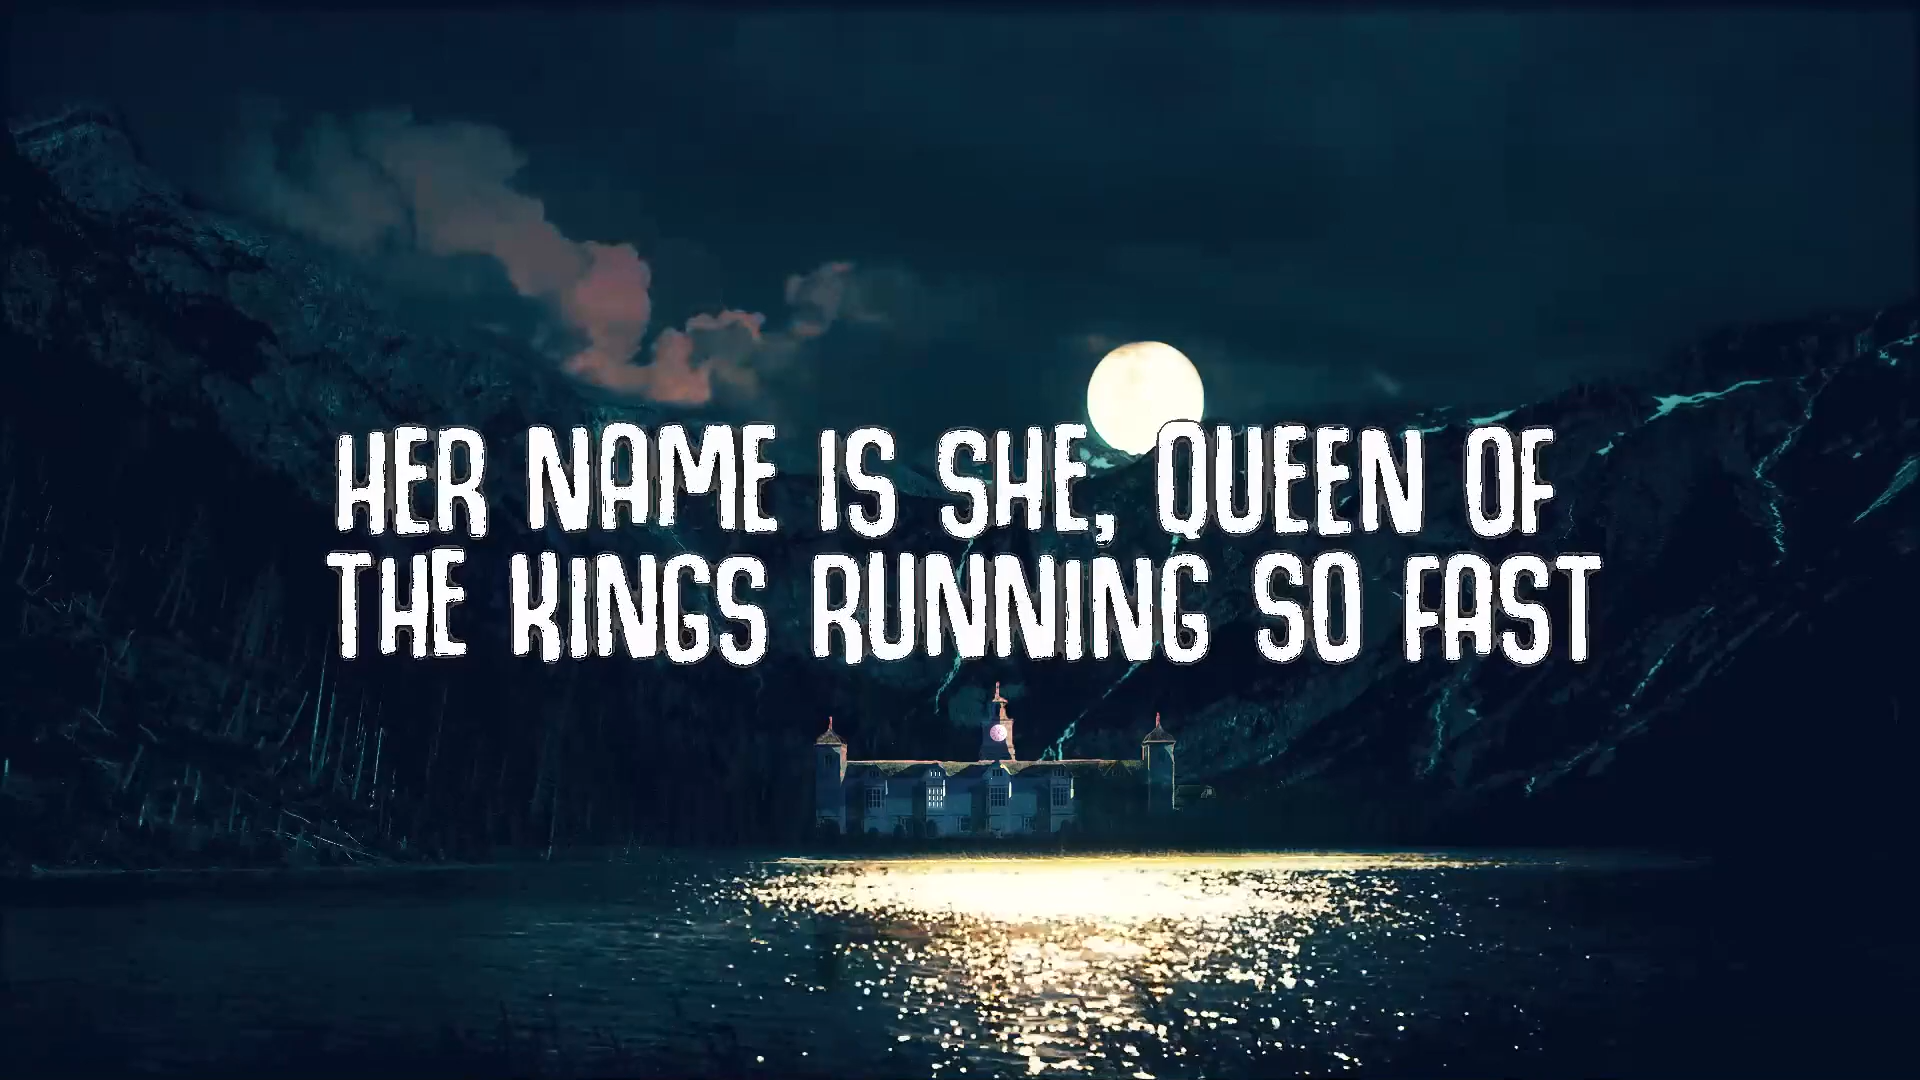 HER NAME IS SHE, QUEEN OF
THE KINGS RUNNING SO FAST